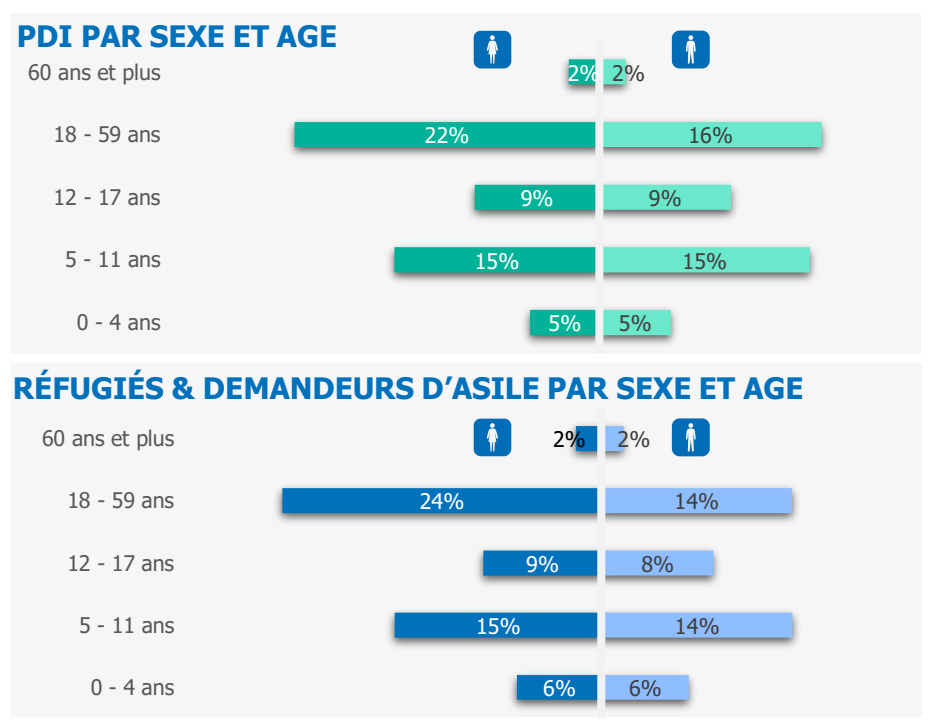 PDI PAR SEXE ET AGE
60 ans et plus 2% 2%
18 - 59 ans 22% 16%
12 - 17 ans 9% 9%
5 - 11 ans 15% 15%
0 - 4 ans 5% 5%
RÉFUGIÉS & DEMANDEURS D'ASILE PAR SEXE ET AGE
60 ans et plus 2% 2%
18 - 59 ans 24% 14%
12 - 17 ans 9% 8%
5 - 11 ans 15% 14%
0 - 4 ans 6% 6%